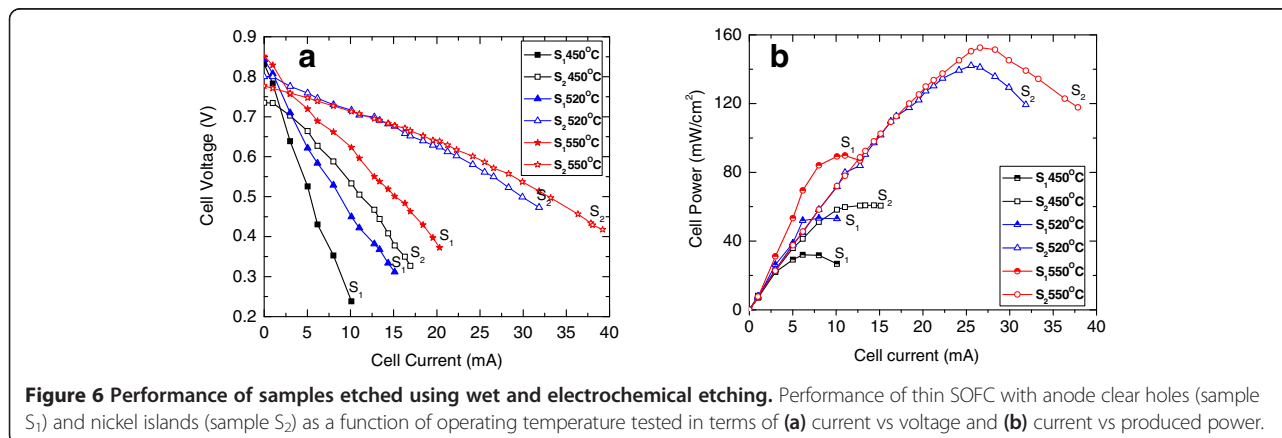 a
0.9
0.8
0.7
0.6
0.5
0.4
0.3
0.2
Cell Voltage (V)
0 5 10 15 20 25 30 35 40
Cell Current (mA)
S₁450°C
S₂450°C
S₁520°C
S₂520°C
S₁550°C
S₂550°C
S₁
S₁
S₂
S₁
S₂
S₂
b
160
120
80
40
0
Cell Power (mW/cm²)
0 5 10 15 20 25 30 35 40
Cell current (mA)
S₁450°C
S₂450°C
S₁520°C
S₂520°C
S₁550°C
S₂550°C
S₁
S₂
S₁
S₁
S₂
S₂
Figure 6 Performance of samples etched using wet and electrochemical etching. Performance of thin SOFC with anode clear holes (sample
S₁) and nickel islands (sample S₂) as a function of operating temperature tested in terms of (a) current vs voltage and (b) current vs produced power.